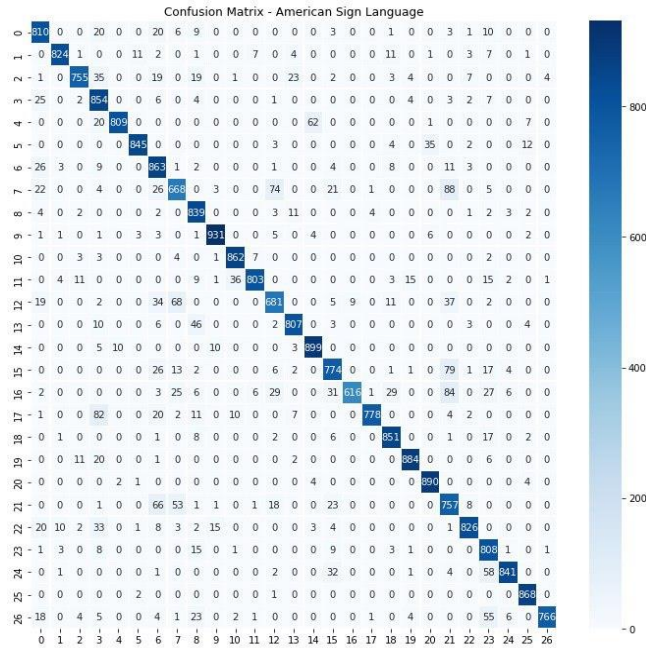 Confusion Matrix - American Sign Language
0 810 0 0 20 0 0 20 6 9 0 0 0 0 0 0 3 0 0 1 0 0 3 1 10 0 0 0
1 0 824 1 0 0 11 2 0 1 0 0 7 0 4 0 0 0 0 11 0 1 0 3 7 0 1 0
2 1 0 755 35 0 0 19 0 19 0 1 0 0 23 0 2 0 0 3 4 0 0 7 0 0 0 4
3 25 0 2 854 0 0 6 0 4 0 0 0 1 0 0 0 0 0 0 4 0 3 2 7 0 0 0
4 0 0 0 20 809 0 0 0 0 0 0 0 0 0 62 0 0 0 0 0 1 0 0 0 0 7 0
5 0 0 0 0 0 845 0 0 0 0 0 0 3 0 0 0 0 0 4 0 35 0 2 0 0 12 0
6 26 3 0 9 0 0 863 1 2 0 0 0 1 0 0 4 0 0 8 0 0 11 3 0 0 0 0
7 22 0 0 4 0 0 26 668 0 3 0 0 74 0 0 21 0 1 0 0 0 88 0 5 0 0 0
8 4 0 2 0 0 0 2 0 839 0 0 0 3 11 0 0 0 4 0 0 6 0 1 2 3 2 0
9 1 1 0 1 0 3 3 0 1 931 0 0 5 0 4 0 0 0 0 0 6 0 0 0 0 2 0
10 0 0 3 3 0 0 0 4 0 1 862 7 0 0 0 0 0 0 0 0 0 0 0 2 0 0 0
11 0 4 11 0 0 0 0 0 9 1 36 803 0 0 0 0 0 0 3 15 0 0 0 15 2 0 1
12 19 0 0 2 0 0 34 68 0 0 0 0 681 0 0 5 9 0 11 0 0 37 0 2 0 0 0
13 0 0 0 10 0 0 6 0 46 0 0 0 2 807 0 3 0 0 0 0 0 0 3 0 0 4 0
14 0 0 0 5 10 0 0 0 0 10 0 0 0 3 899 0 0 0 0 0 0 0 0 0 0 0 0
15 0 0 0 0 0 0 26 13 2 0 0 0 6 2 0 774 0 0 1 1 0 79 1 17 4 0 0
16 2 0 0 0 0 0 3 25 6 0 0 6 29 0 0 31 616 1 29 0 0 84 0 27 6 0 0
17 1 0 0 82 0 0 20 2 11 0 10 0 0 7 0 0 0 778 0 0 0 4 2 0 0 0 0
18 0 1 0 0 0 0 1 0 8 0 0 0 2 0 0 6 0 0 851 0 0 1 0 17 0 2 0
19 0 0 11 20 0 0 1 0 0 0 0 0 0 2 0 0 0 0 0 884 0 0 0 6 0 0 0
20 0 0 0 0 2 1 0 0 0 0 0 0 0 0 4 0 0 0 0 0 890 0 0 0 0 4 0
21 0 0 0 1 0 0 66 53 1 1 0 1 18 0 0 23 0 0 0 0 0 757 8 0 0 0 0
22 20 10 2 33 0 1 8 3 2 15 0 0 0 0 3 4 0 0 0 0 0 1 826 0 0 0 0
23 1 3 0 8 0 0 0 0 15 0 1 0 0 0 0 9 0 0 3 1 0 0 0 808 1 0 1
24 0 1 0 0 0 0 1 0 0 0 0 0 2 0 0 32 0 0 0 1 0 4 0 58 841 0 0
25 0 0 0 0 0 2 0 0 0 0 0 0 1 0 0 0 0 0 0 0 0 0 0 0 0 868 0
26 18 0 4 5 0 0 4 1 23 0 2 1 0 0 0 0 0 1 0 4 0 0 0 55 6 0 766
0 1 2 3 4 5 6 7 8 9 10 11 12 13 14 15 16 17 18 19 20 21 22 23 24 25 26
800
600
400
200
0